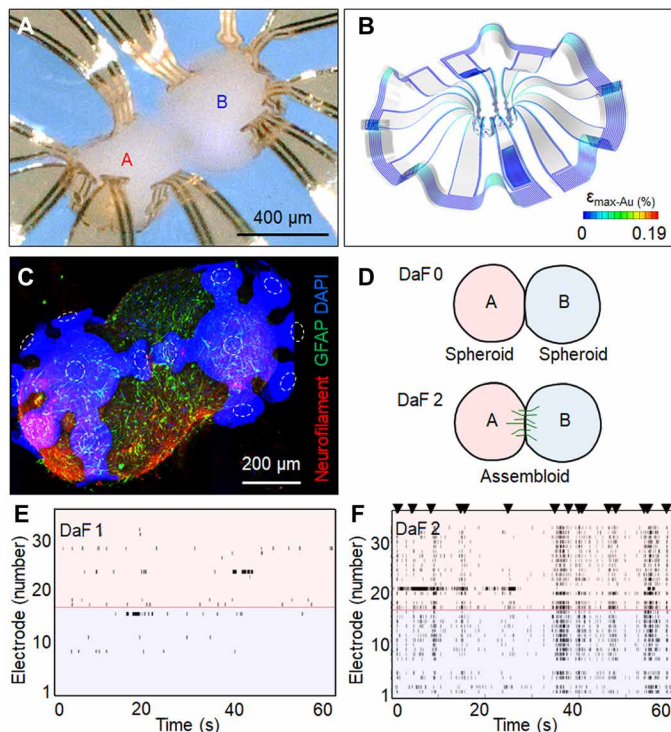 A
B
A
400 µm
B
εmax-Au (%)
0 0.19
C
Neurofilament GFAP DAPI
200 µm
D
DaF 0
A B
Spheroid Spheroid
DaF 2
A B
Assembloid
E
DaF 1
Electrode (number)
30
20
10
1
0 20 40 60
Time (s)
F
DaF 2
Electrode (number)
30
20
10
1
0 20 40 60
Time (s)